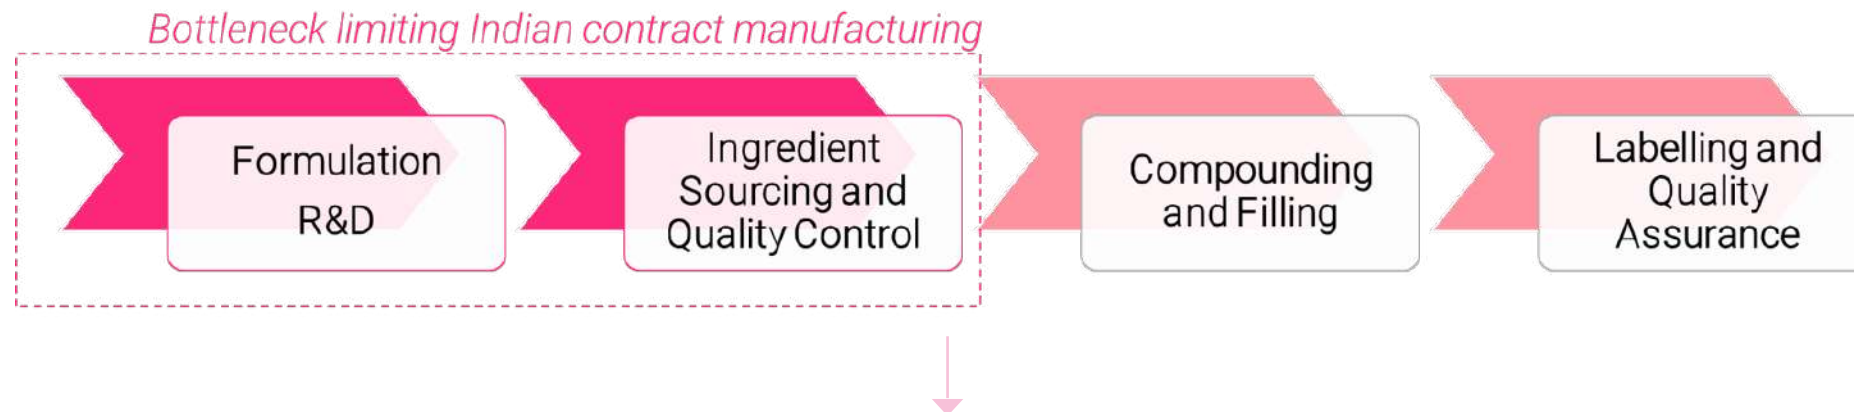 Bottleneck limiting Indian contract manufacturing
Formulation
R&D
Ingredient
Sourcing and
Quality Control
Compounding
and Filling
Labelling and
Quality
Assurance